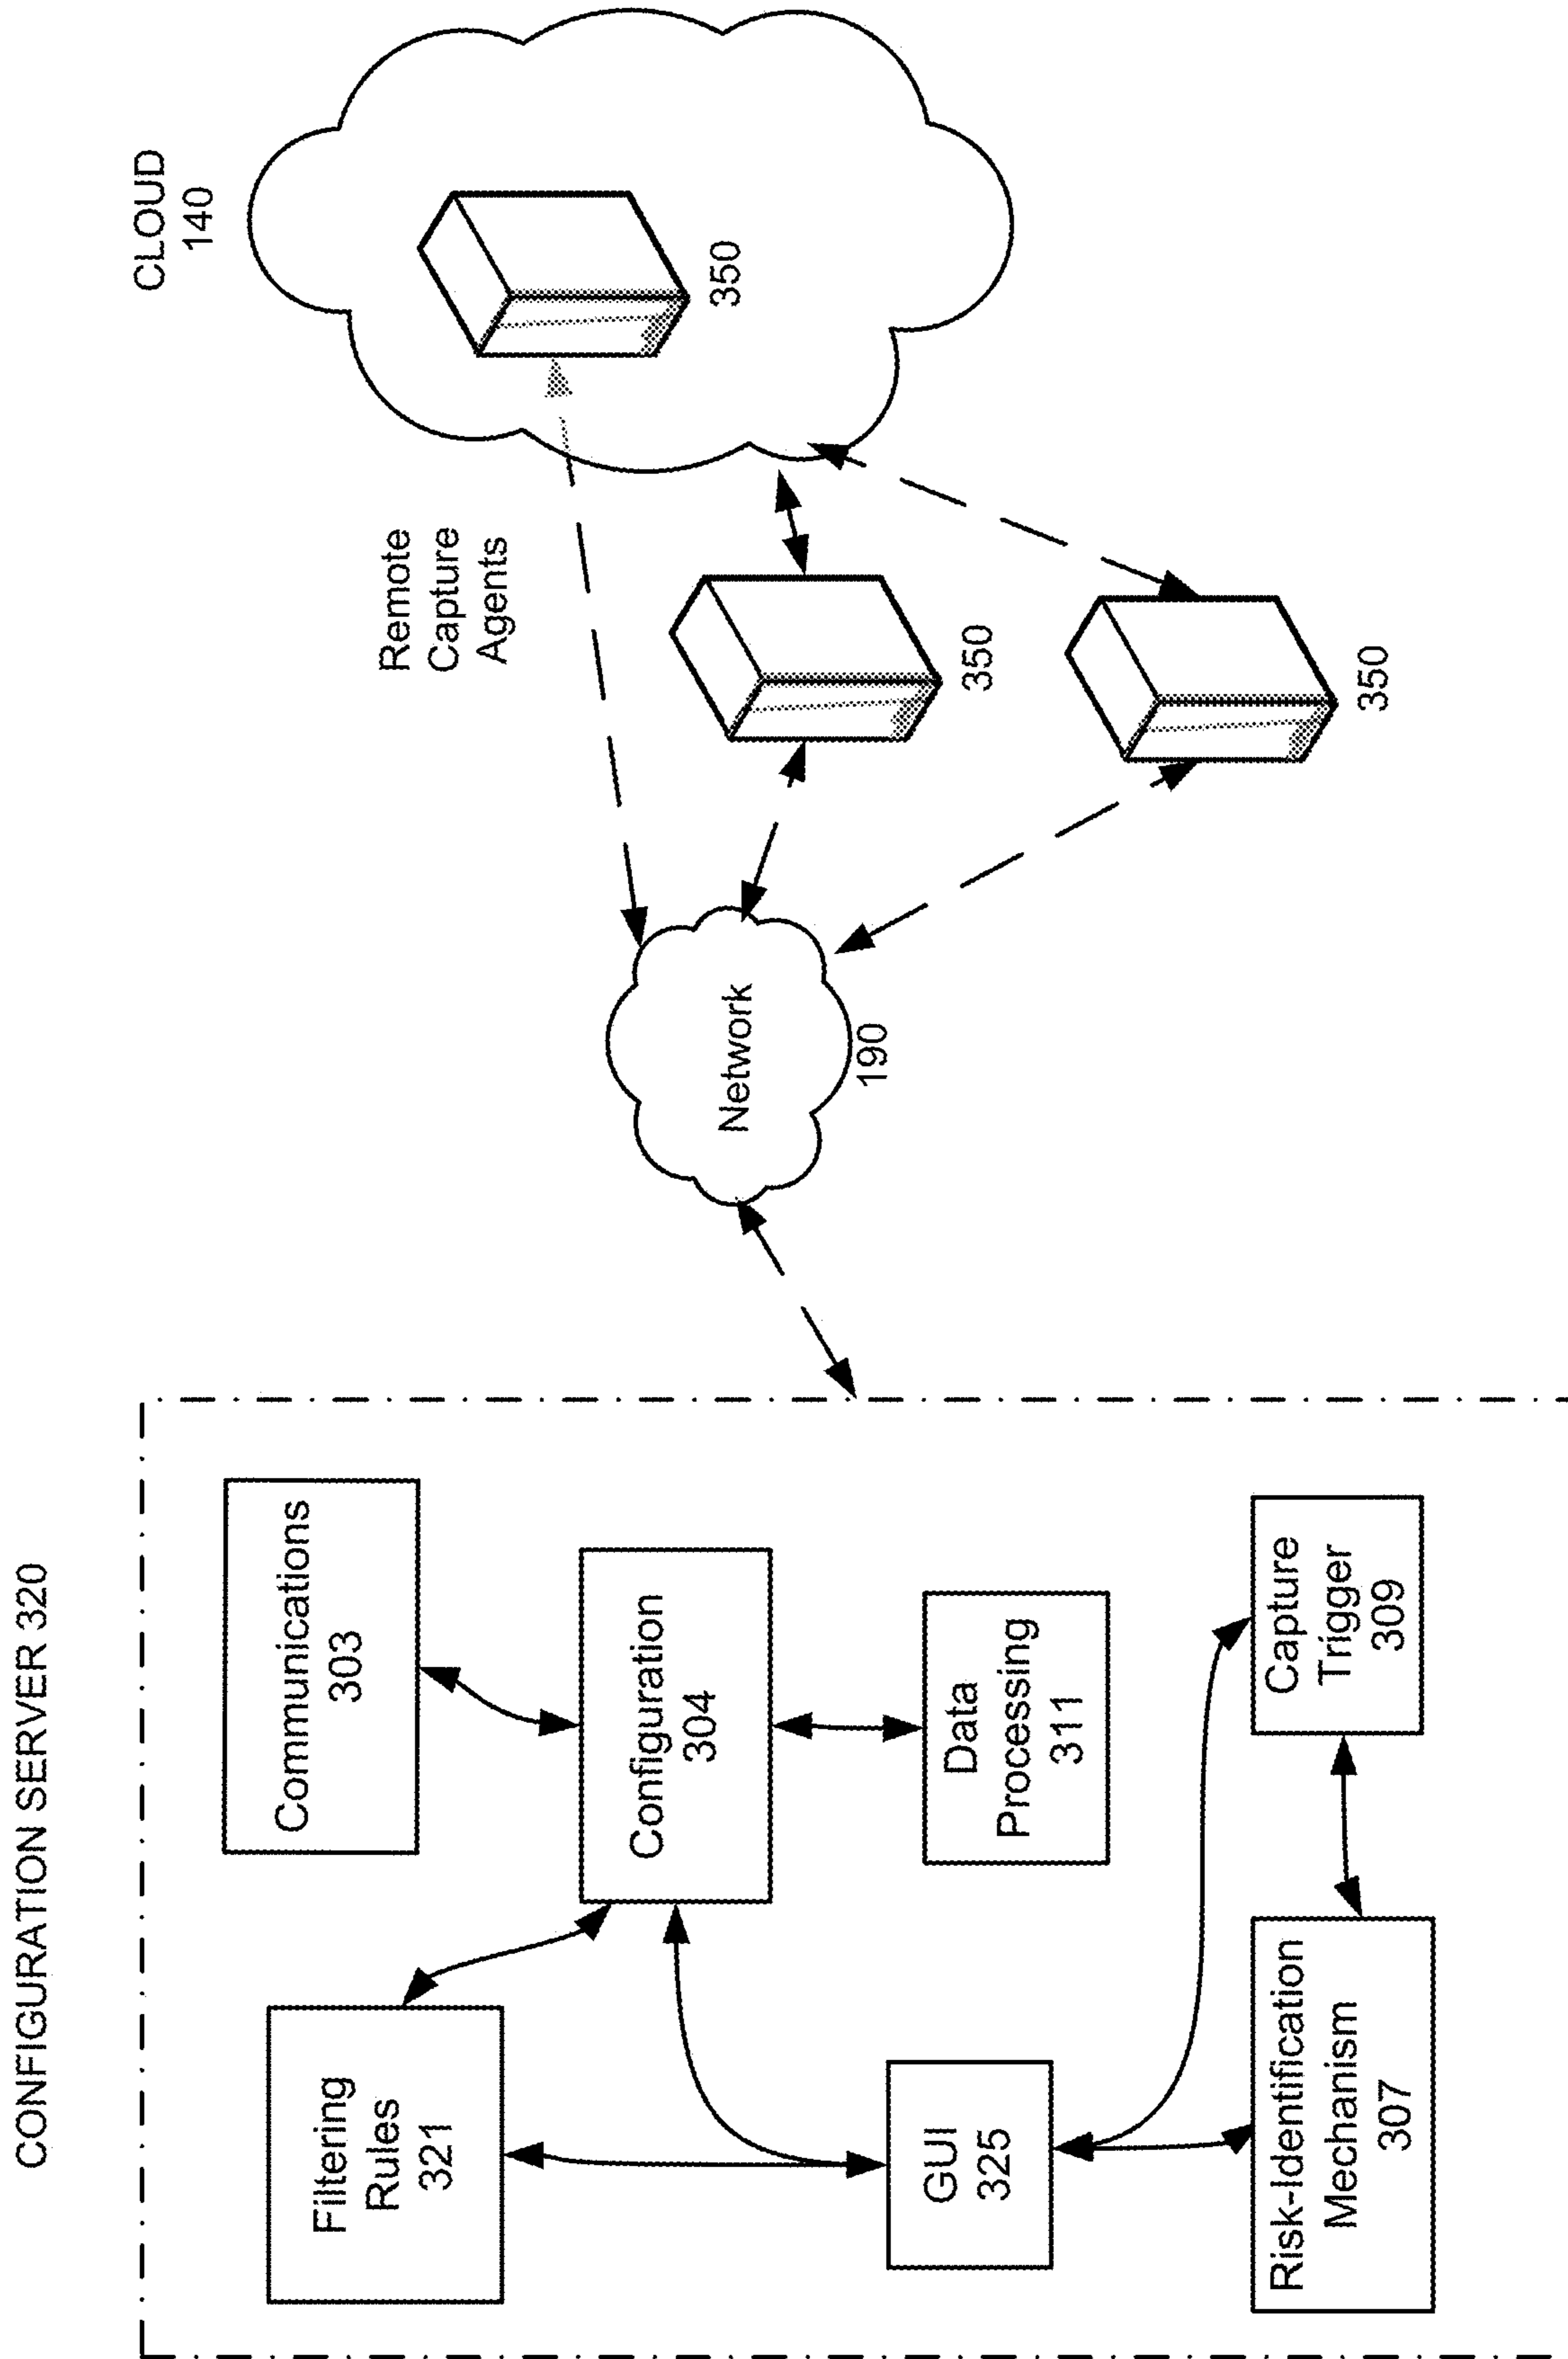 CONFIGURATION SERVER 320
Filtering
Rules
321
Communications
303
Configuration
304
GUI
325
Data
Processing
311
Risk-Identification
Mechanism
307
Capture
Trigger
309
Network
190
Remote
Capture
Agents
350
350
350
CLOUD
140